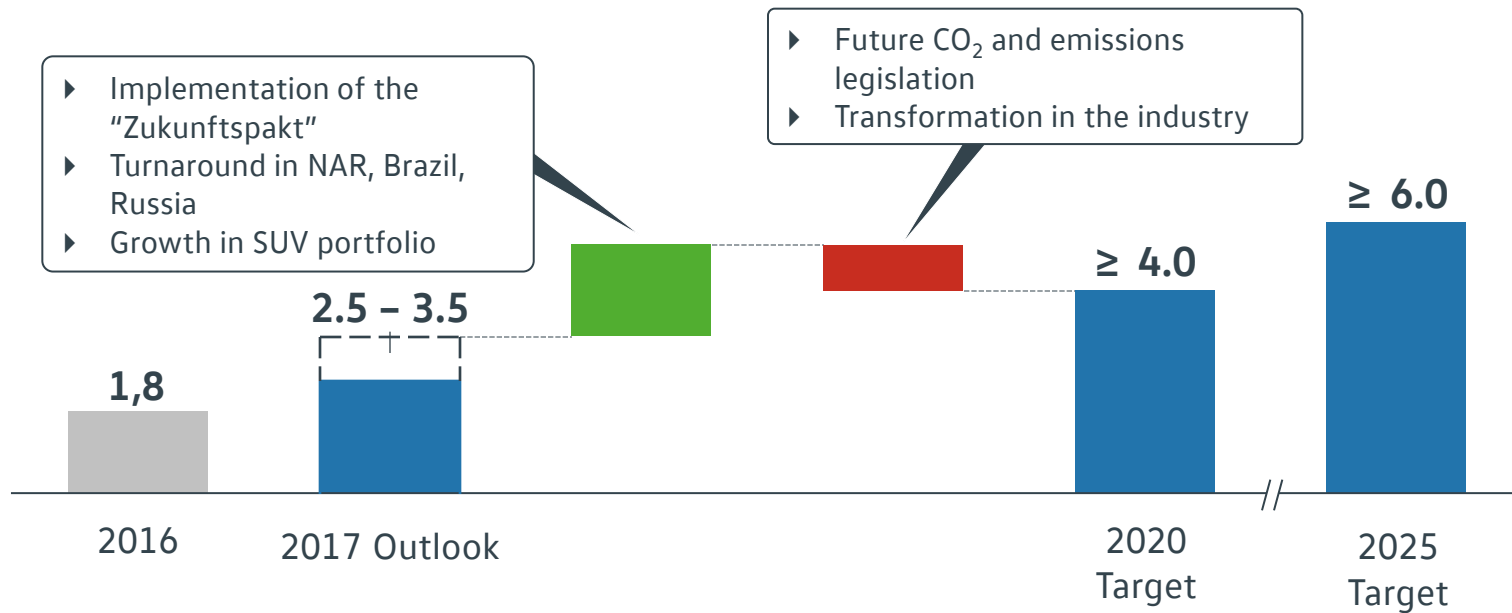 ▸ Implementation of the
“Zukunftspakt”
▸ Turnaround in NAR, Brazil,
Russia
▸ Growth in SUV portfolio
▸ Future CO₂ and emissions
legislation
▸ Transformation in the industry
1,8
2.5 – 3.5
≥ 4.0
≥ 6.0
2016
2017 Outlook
2020
Target
2025
Target